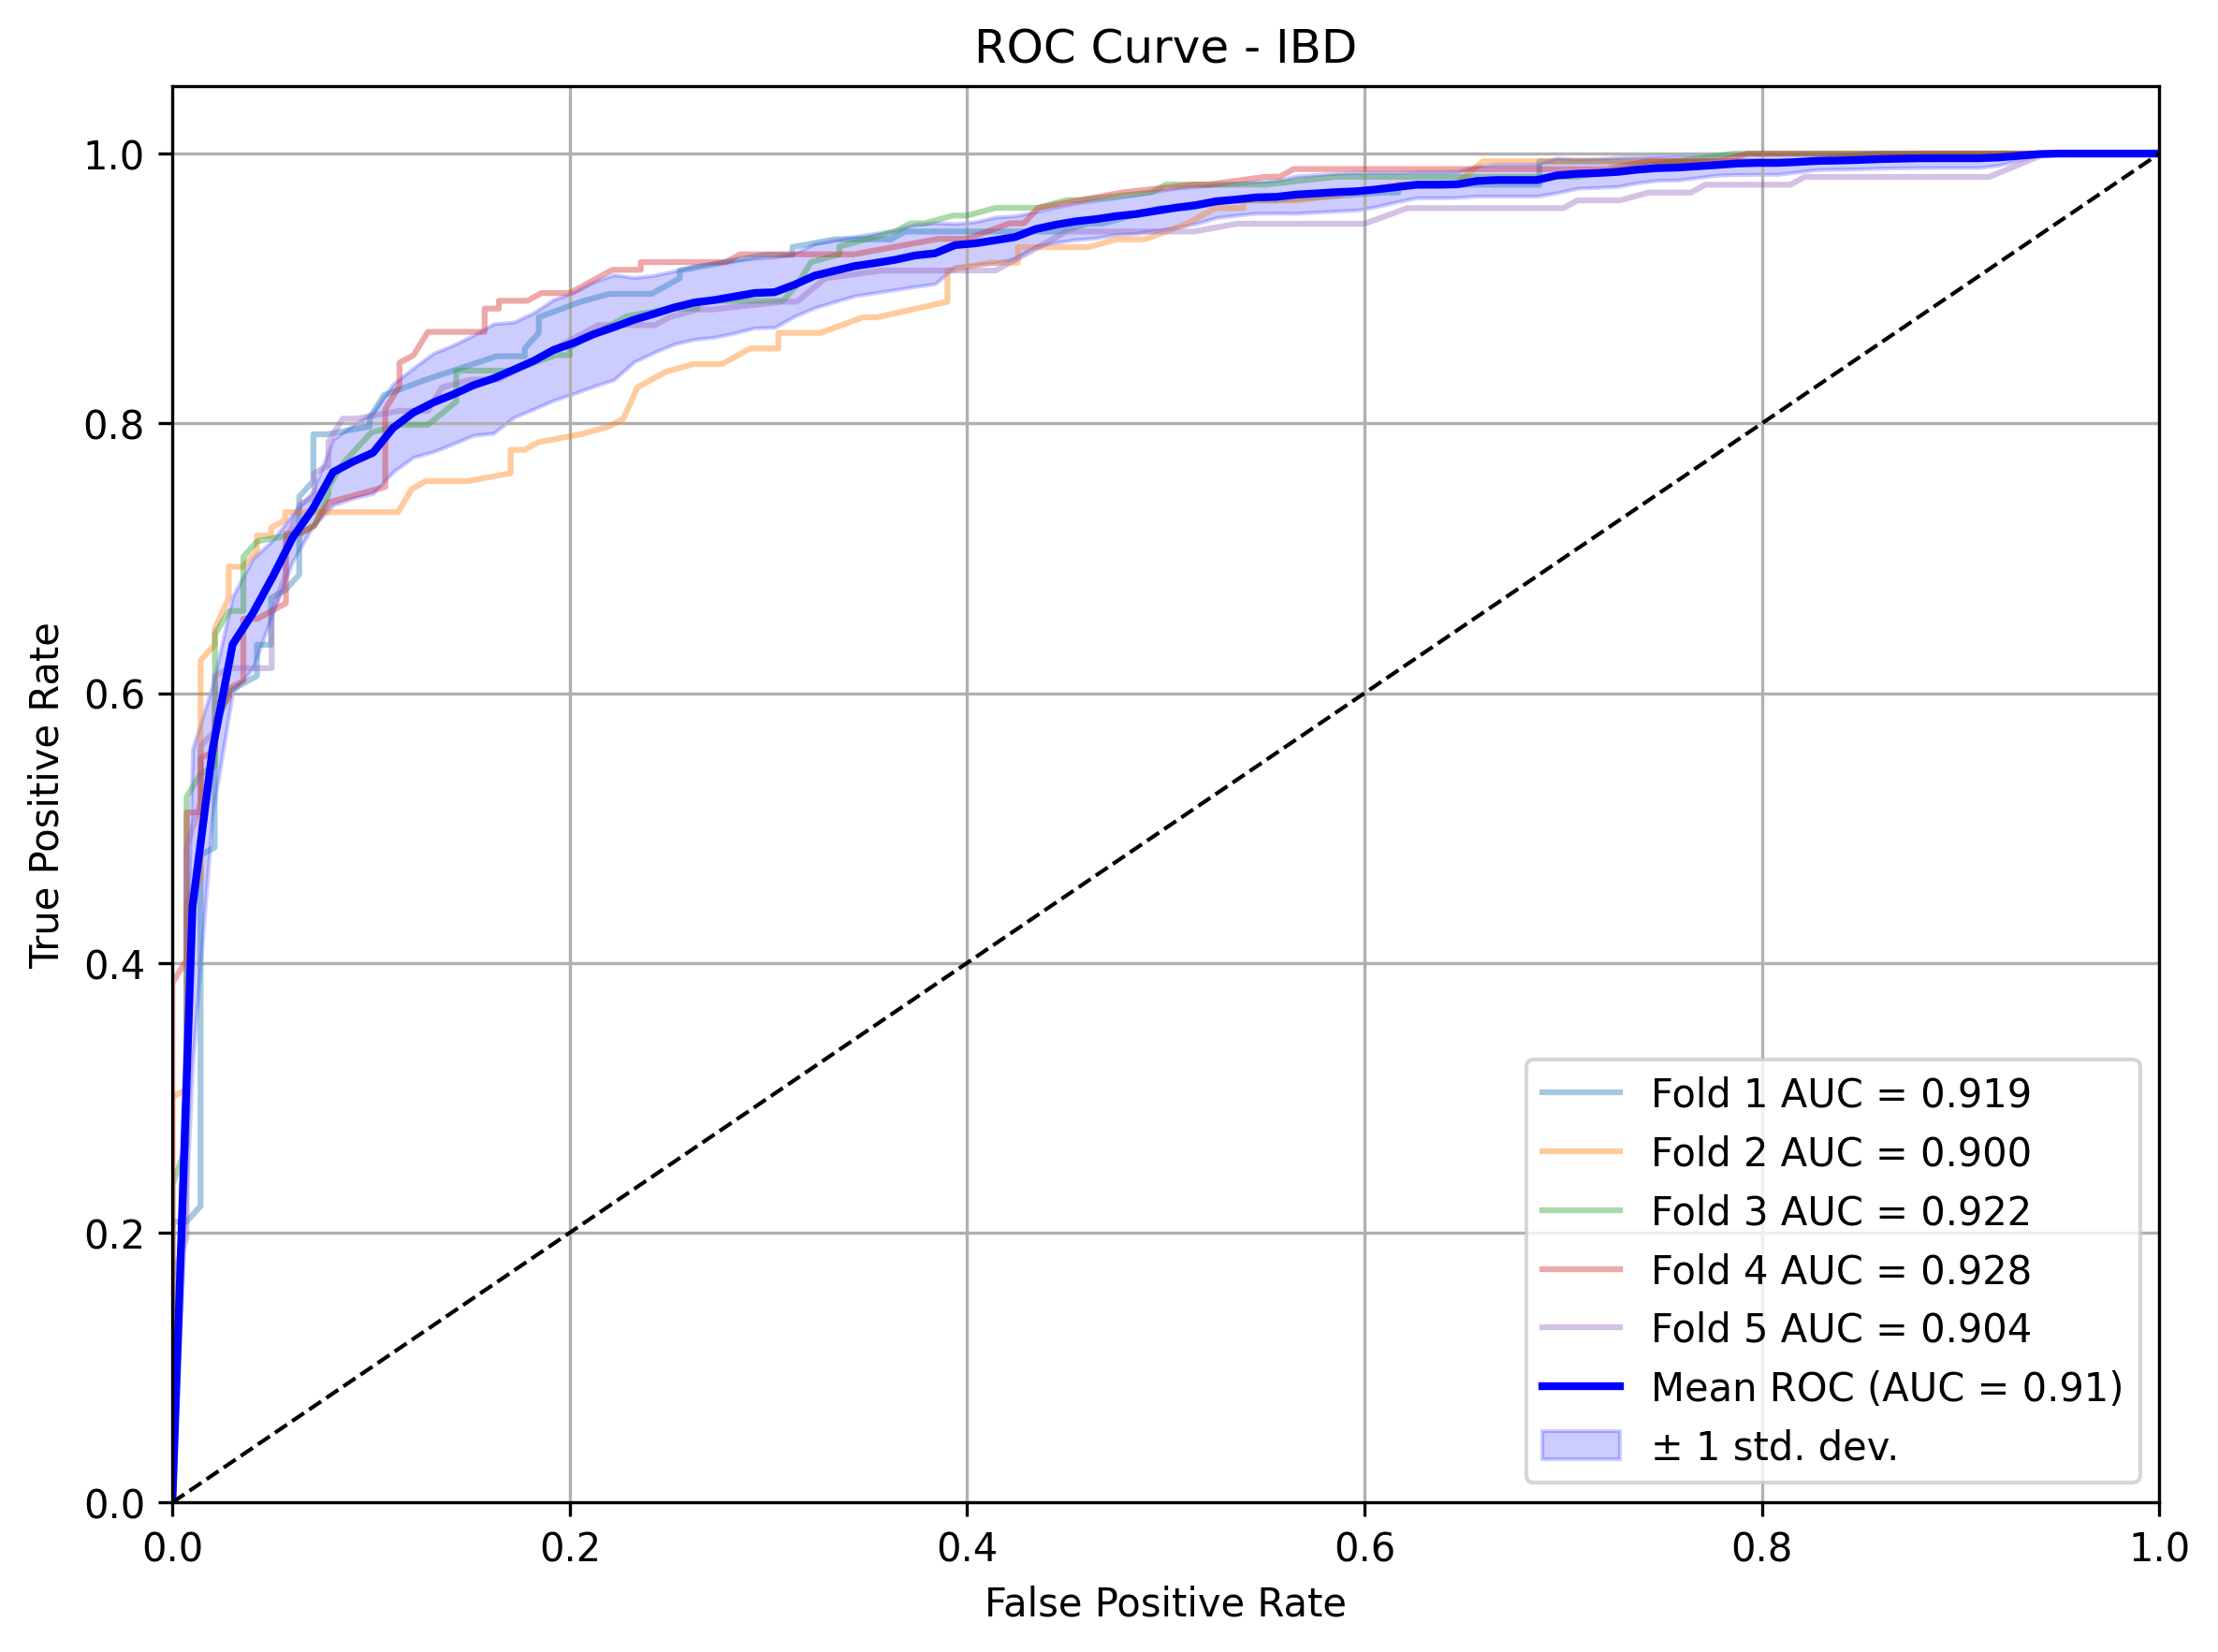 ROC Curve - IBD
1.0
0.8
0.6
0.4
0.2
0.0
True Positive Rate
0.0 0.2 0.4 0.6 0.8 1.0
False Positive Rate
Fold 1 AUC = 0.919
Fold 2 AUC = 0.900
Fold 3 AUC = 0.922
Fold 4 AUC = 0.928
Fold 5 AUC = 0.904
Mean ROC (AUC = 0.91)
± 1 std. dev.